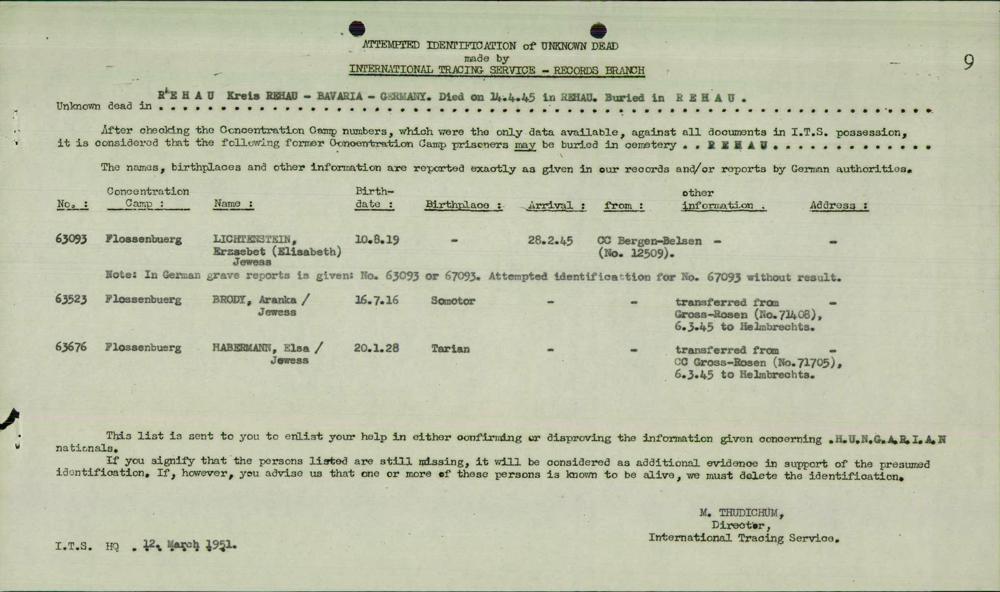 ATTEMPTED IDENTIFICATION of UNKNOWN DEAD
made by
INTERNATIONAL TRACING SERVICE - RECORDS BRANCH
9
REHAU Kreis REHAU - BAVARIA - GERMANY. Died on 14.4.45 in REHAU. Buried in REHAU.
Unknown dead in
After checking the Concentration Camp numbers, which were the only data available, against all documents in I.T.S. possession,
it is considered that the following former Concentration Camp prisoners may be buried in cemetery . . REHAU
The names, birthplaces and other information are reported exactly as given in our records and/or reports by German authorities.
Concentration Birth- other
No. : Camp : Name : date : Birthplace : Arrival : from : information . Address :
63093 Flossenbuerg LICHTENSTEIN, 10.8.19 - 28.2.45 CC Bergen-Belsen - -
Erzsebet (Elisabeth) (No. 12509).
Jewess
Note: In German grave reports is given: No. 63093 or 67093. Attempted identification for No. 67093 without result.
63523 Flossenbuerg BRODY, Aranka / 16.7.16 Somotor - - transferred from -
Jewess Gross-Rosen (No.71408),
6.3.45 to Helmbrechts.
63676 Flossenbuerg HABERMANN, Elsa / 20.1.28 Tarian - - transferred from -
Jewess CC Gross-Rosen (No.71705),
6.3.45 to Helmbrechts.
This list is sent to you to enlist your help in either confirming or disproving the information given concerning .H.U.N.G.A.R.I.A.N
nationals.
If you signify that the persons listed are still missing, it will be considered as additional evidence in support of the presumed
identification. If, however, you advise us that one or more of these persons is known to be alive, we must delete the identification.
M. THUDICHUM,
Director,
International Tracing Service.
I.T.S. HQ . 12. March 1951.